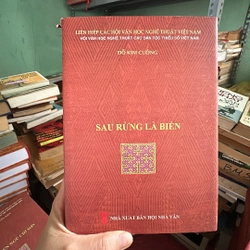 LIÊN HIỆP CÁC HỘI VĂN HỌC NGHỆ THUẬT VIỆT NAM
HỘI VĂN HỌC NGHỆ THUẬT CÁC DÂN TỘC THIỂU SỐ VIỆT NAM
ĐỖ KIM CUÔNG
SAU RỪNG LÀ BIỂN
NHÀ XUẤT BẢN HỘI NHÀ VĂN